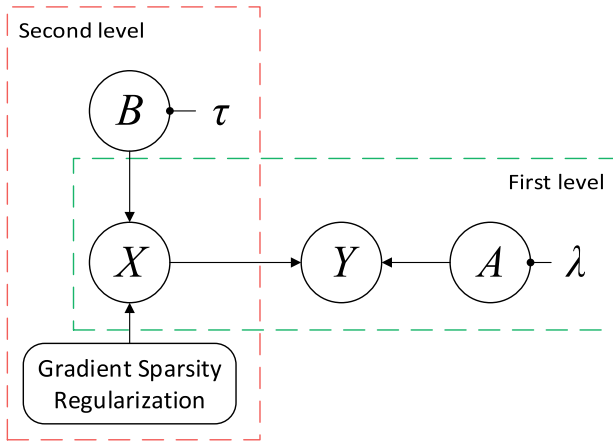 Second level
B
τ
First level
X
Y
A
λ
Gradient Sparsity
Regularization